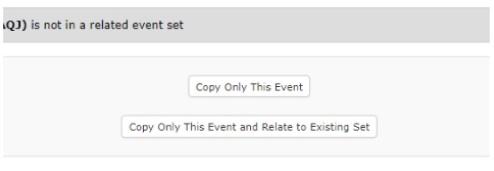 AQJ) is not in a related event set
Copy Only This Event
Copy Only This Event and Relate to Existing Set